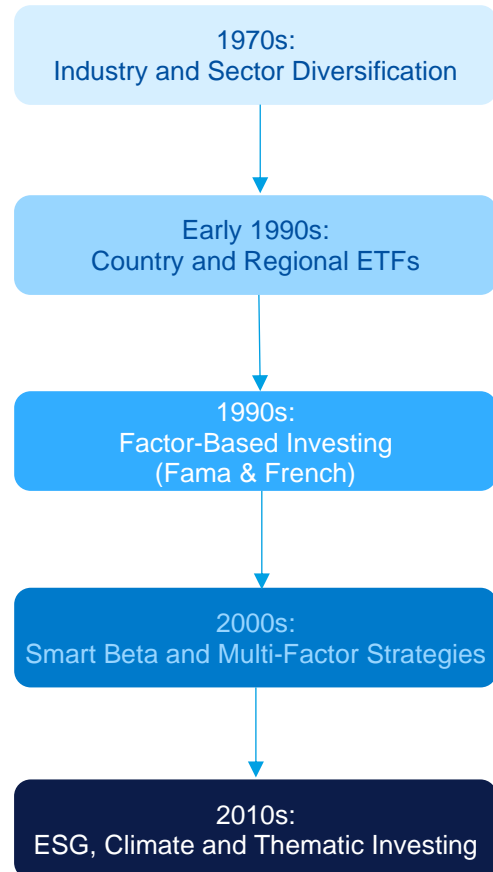 1970s:
Industry and Sector Diversification
Early 1990s:
Country and Regional ETFs
1990s:
Factor-Based Investing
(Fama & French)
2000s:
Smart Beta and Multi-Factor Strategies
2010s:
ESG, Climate and Thematic Investing